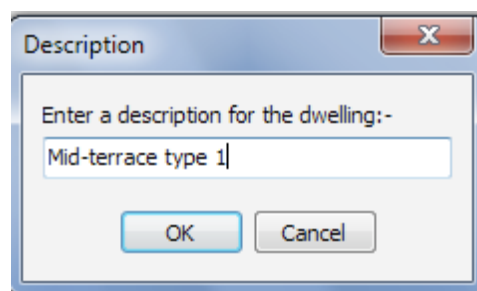 Description
Enter a description for the dwelling:-
Mid-terrace type 1
OK Cancel